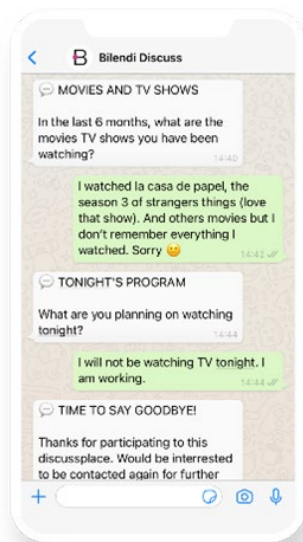 Bilendi Discuss
MOVIES AND TV SHOWS
In the last 6 months, what are the
movies TV shows you have been
watching?
14:40
I watched la casa de papel, the
season 3 of strangers things (love
that show). And others movies but I
don't remember everything I
watched. Sorry
14:42
TONIGHT'S PROGRAM
What are you planning on watching
tonight?
14:44
I will not be watching TV tonight. I
am working.
14:44
TIME TO SAY GOODBYE!
Thanks for participating to this
discussplace. Would be interrested
to be contacted again for further